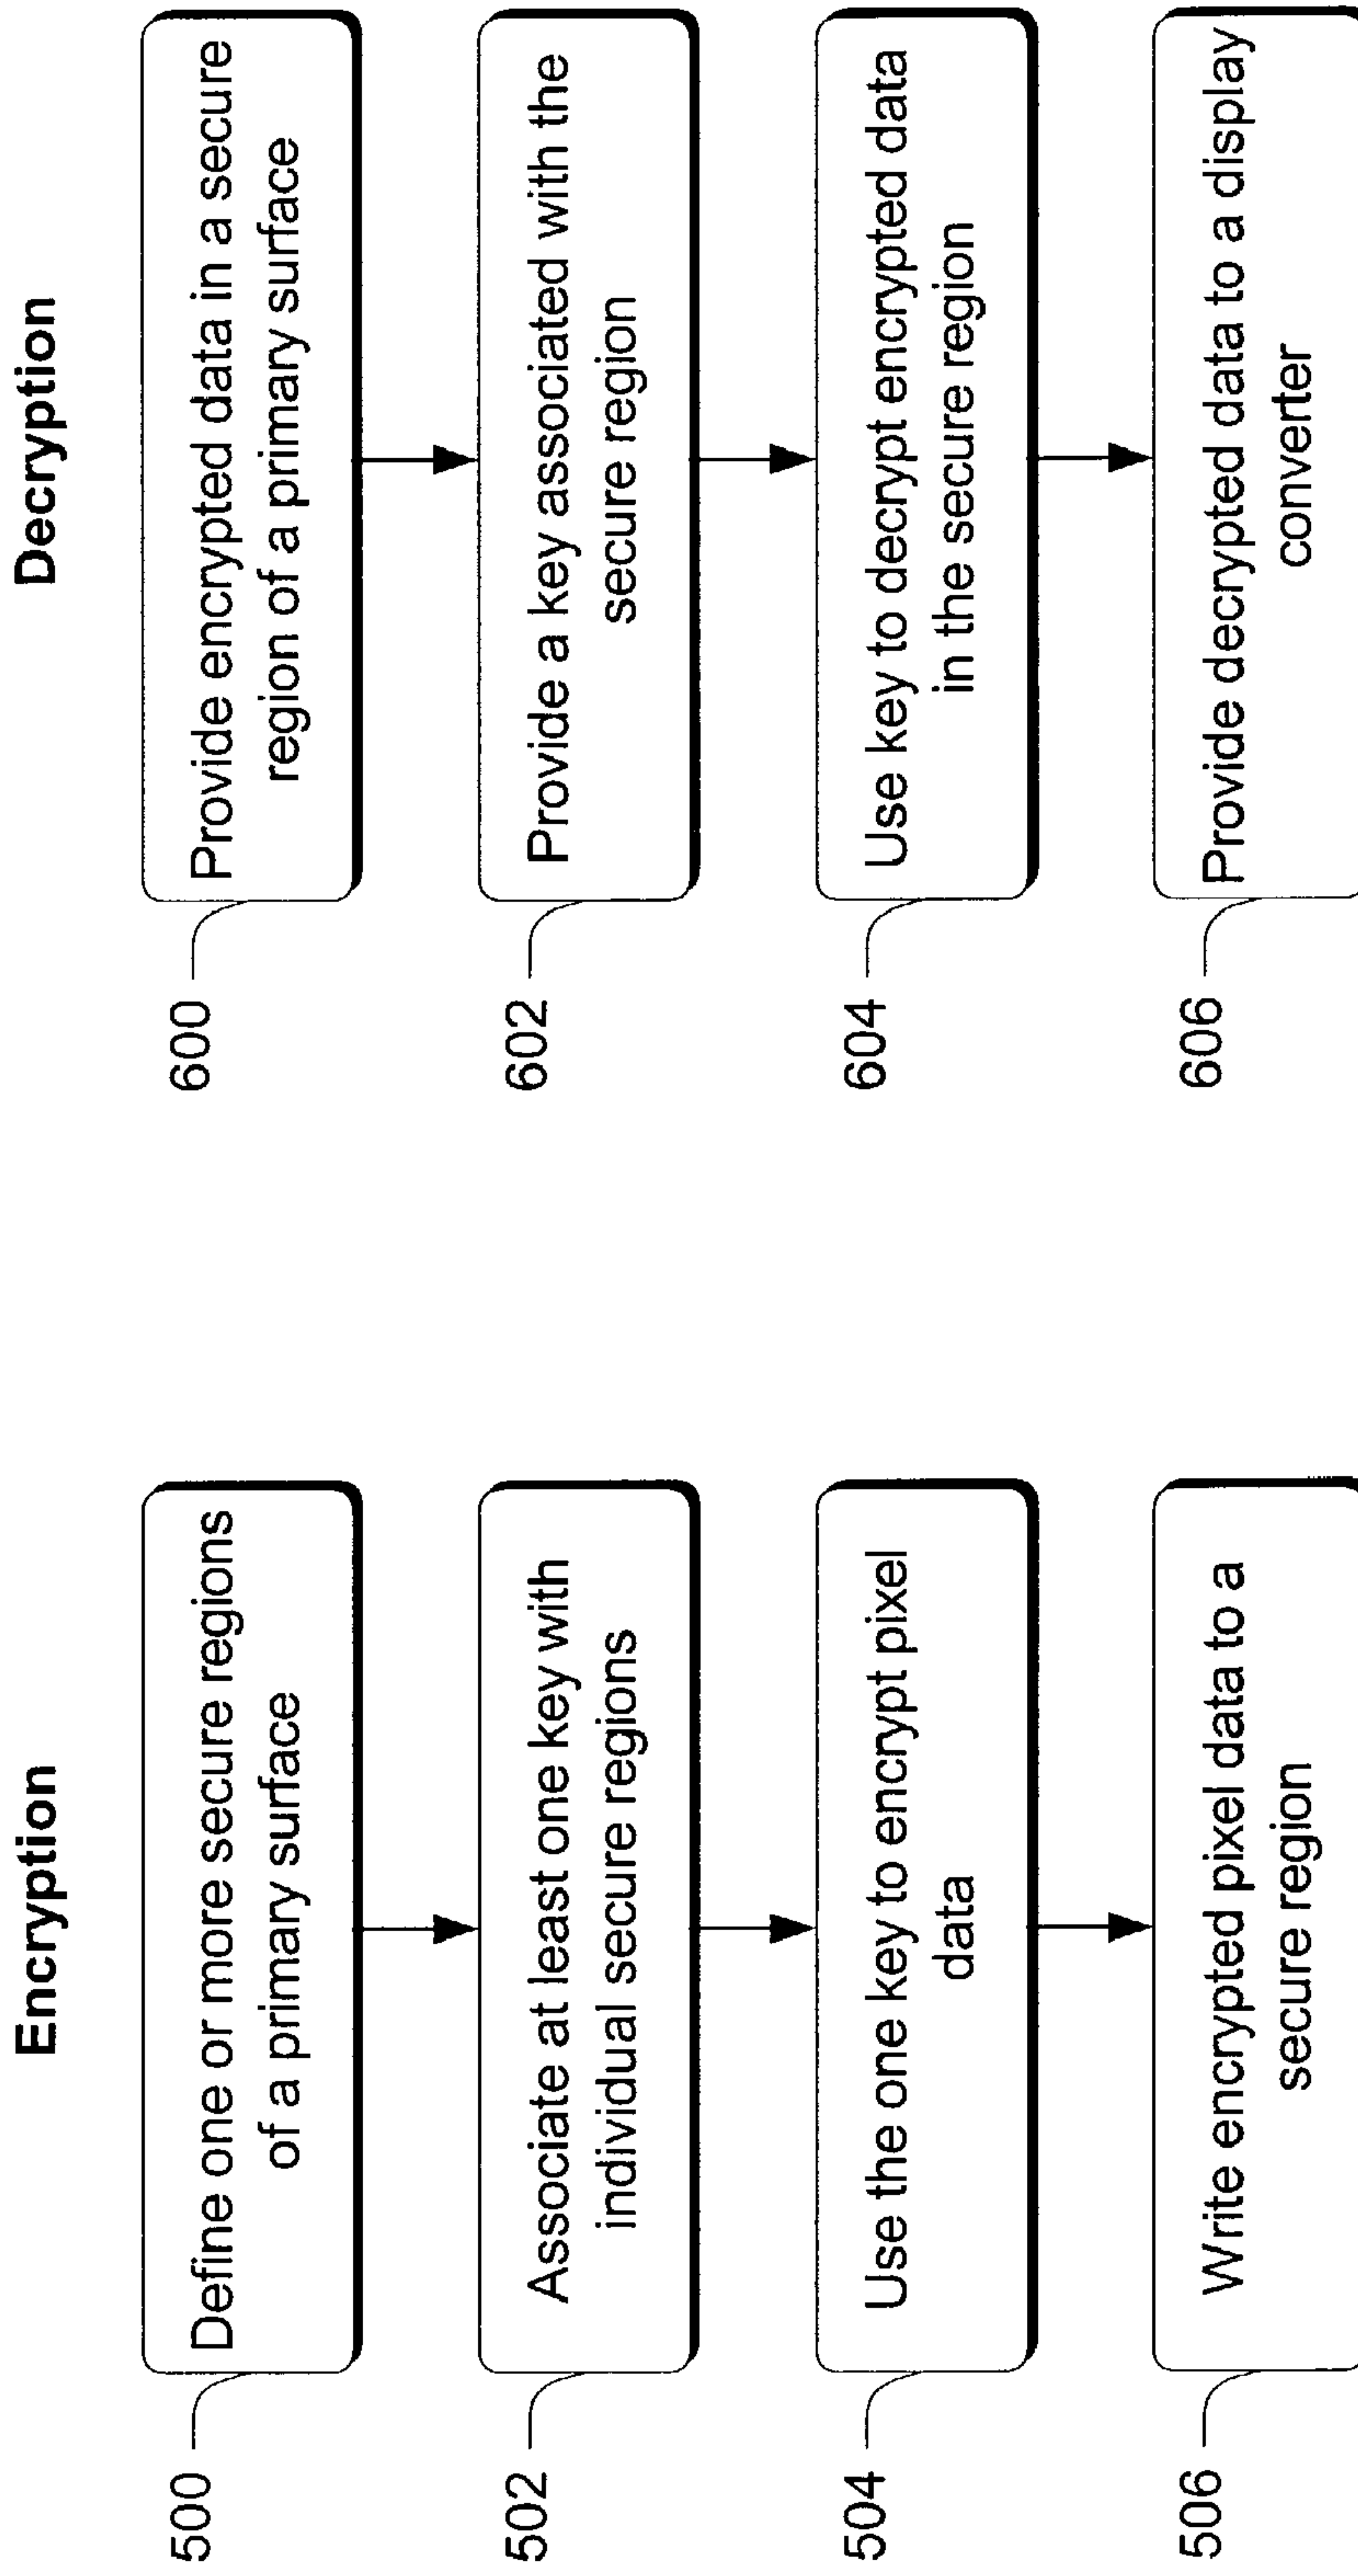 Encryption
500
Define one or more secure regions
of a primary surface
502
Associate at least one key with
individual secure regions
504
Use the one key to encrypt pixel
data
506
Write encrypted pixel data to a
secure region
Decryption
600
Provide encrypted data in a secure
region of a primary surface
602
Provide a key associated with the
secure region
604
Use key to decrypt encrypted data
in the secure region
606
Provide decrypted data to a display
converter